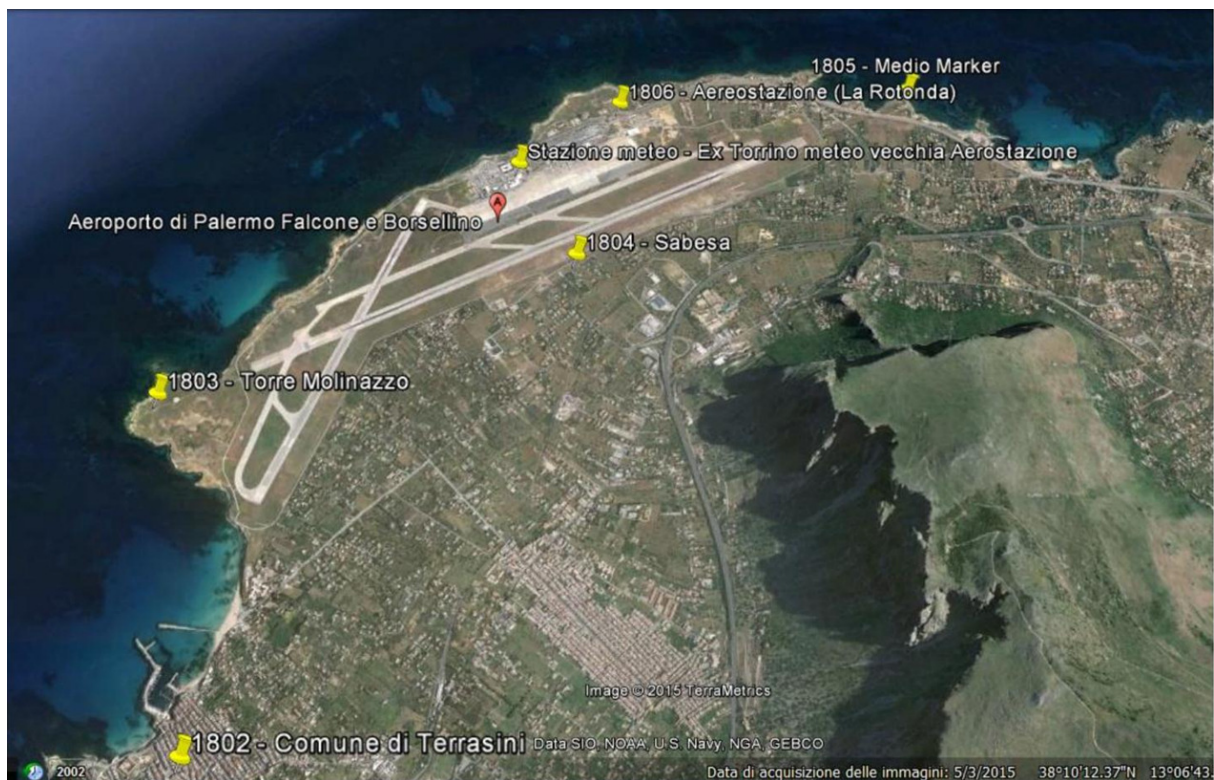 1805 - Medio Marker
1806 - Aereostazione (La Rotonda)
Stazione meteo - Ex Torrino meteo vecchia Aerostazione
A
Aeroporto di Palermo Falcone e Borsellino
1804 - Sabesa
1803 - Torre Molinazzo
Image © 2015 TerraMetrics
1802 - Comune di Terrasini
Data SIO, NOAA, U.S. Navy, NGA, GEBCO
2002
Data di acquisizione delle immagini: 5/3/2015 38°10'12.37"N 13°06'43